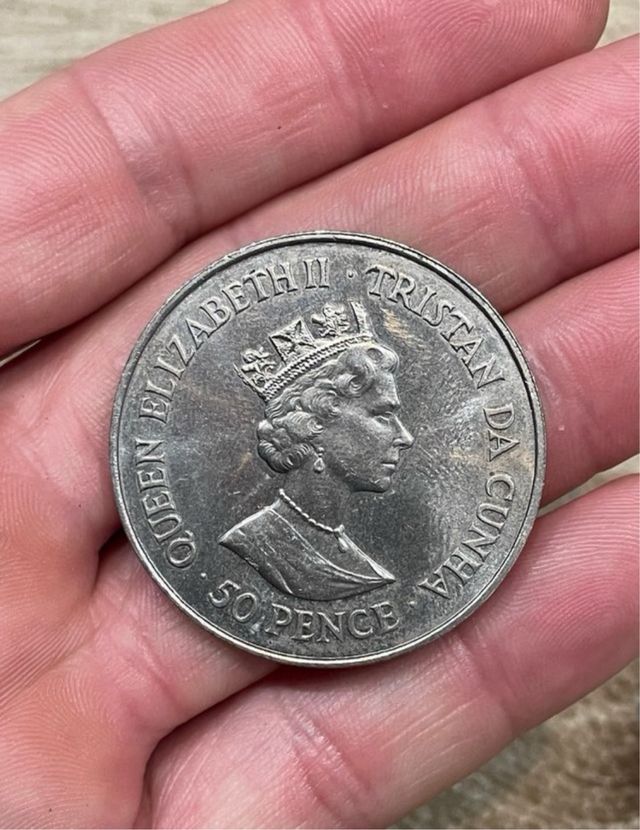 QUEEN ELIZABETH II · TRISTAN DA CUNHA
· 50 PENCE ·